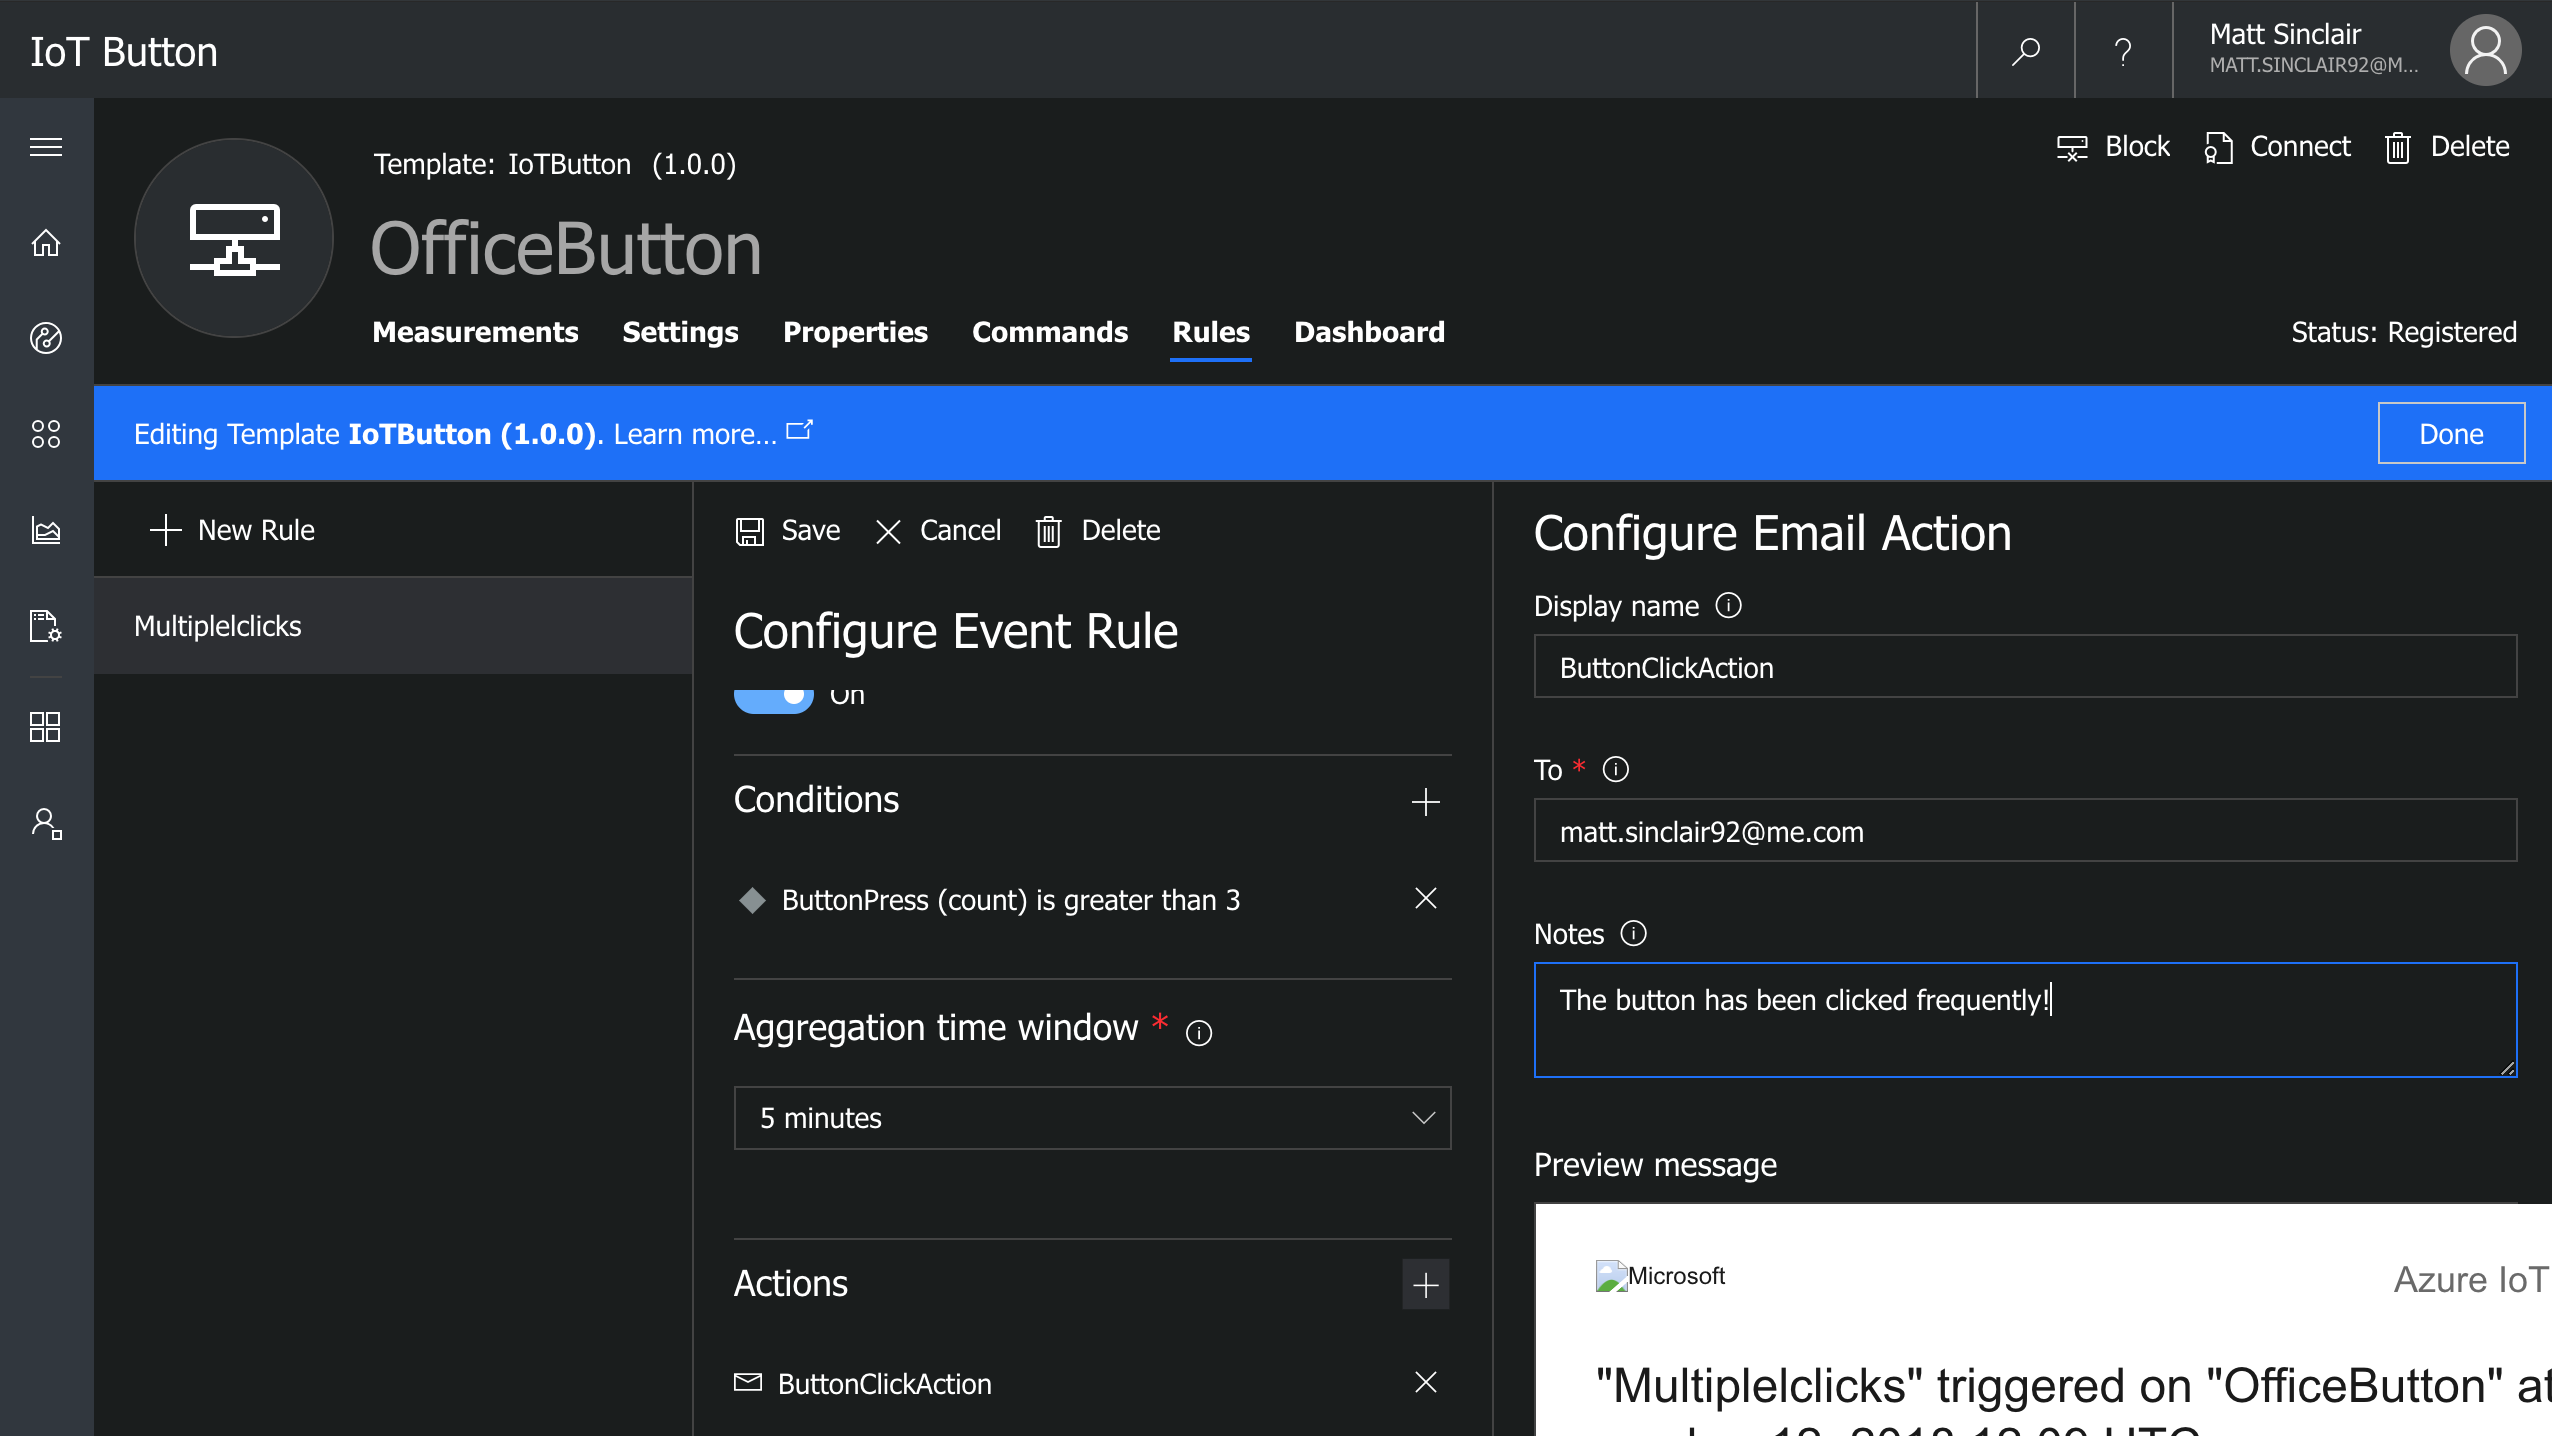 IoT Button
Matt Sinclair
MATT.SINCLAIR92@M...
Template: IoTButton (1.0.0)
Block
Connect
Delete
OfficeButton
Measurements Settings Properties Commands Rules Dashboard
Status: Registered
Editing Template IoTButton (1.0.0). Learn more...
Done
New Rule
Multiplelclicks
Save Cancel Delete
Configure Event Rule
On
Conditions
ButtonPress (count) is greater than 3
Aggregation time window *
5 minutes
Actions
ButtonClickAction
Configure Email Action
Display name
ButtonClickAction
To *
matt.sinclair92@me.com
Notes
The button has been clicked frequently!
Preview message
Microsoft
Azure IoT
"Multiplelclicks" triggered on "OfficeButton" at